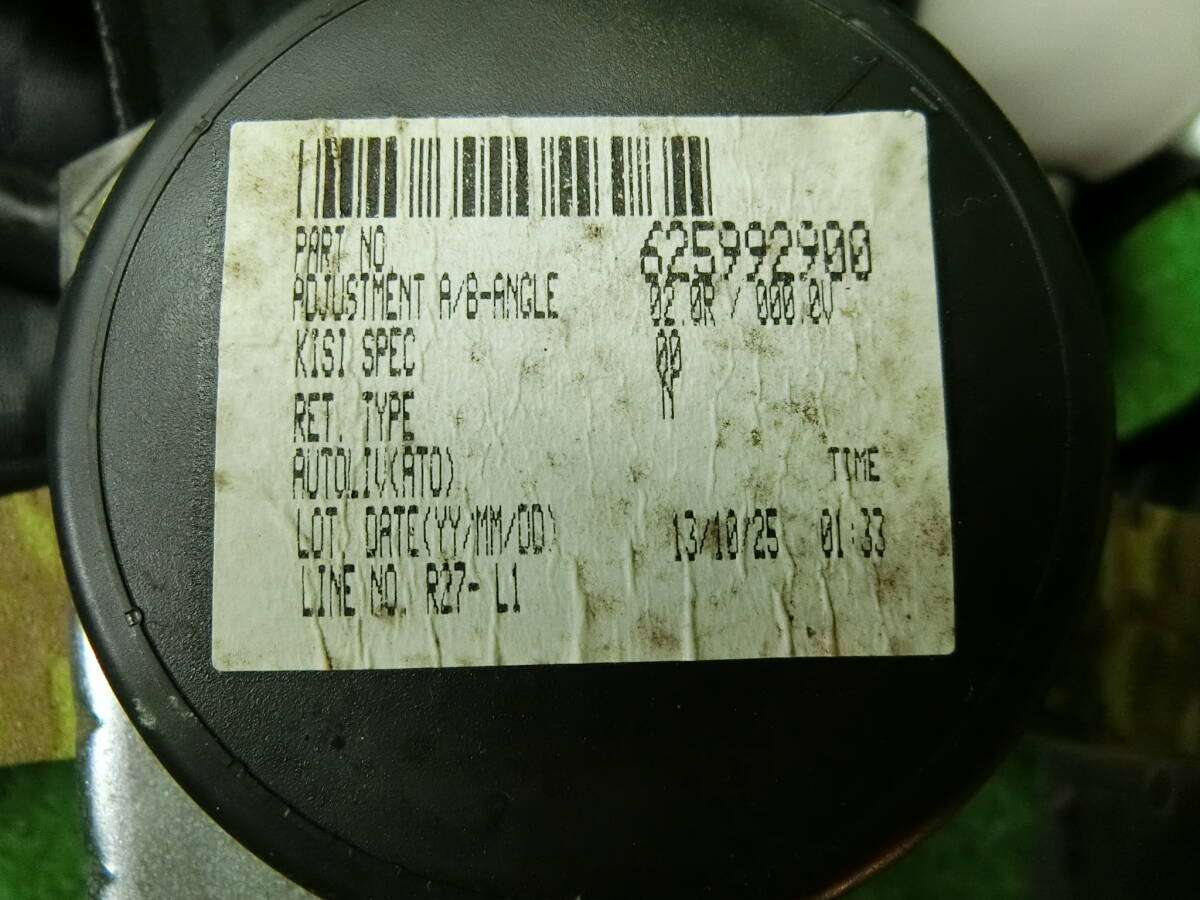 PART NO 625992900
ADJUSTMENT A/B-ANGLE 02.0R / 000.0V
KISI SPEC 00
RET. TYPE N
AUTOLIV(ATO) TIME
LOT. DATE(YY/MM/DD) 13/10/25 01:33
LINE NO. R27- L1